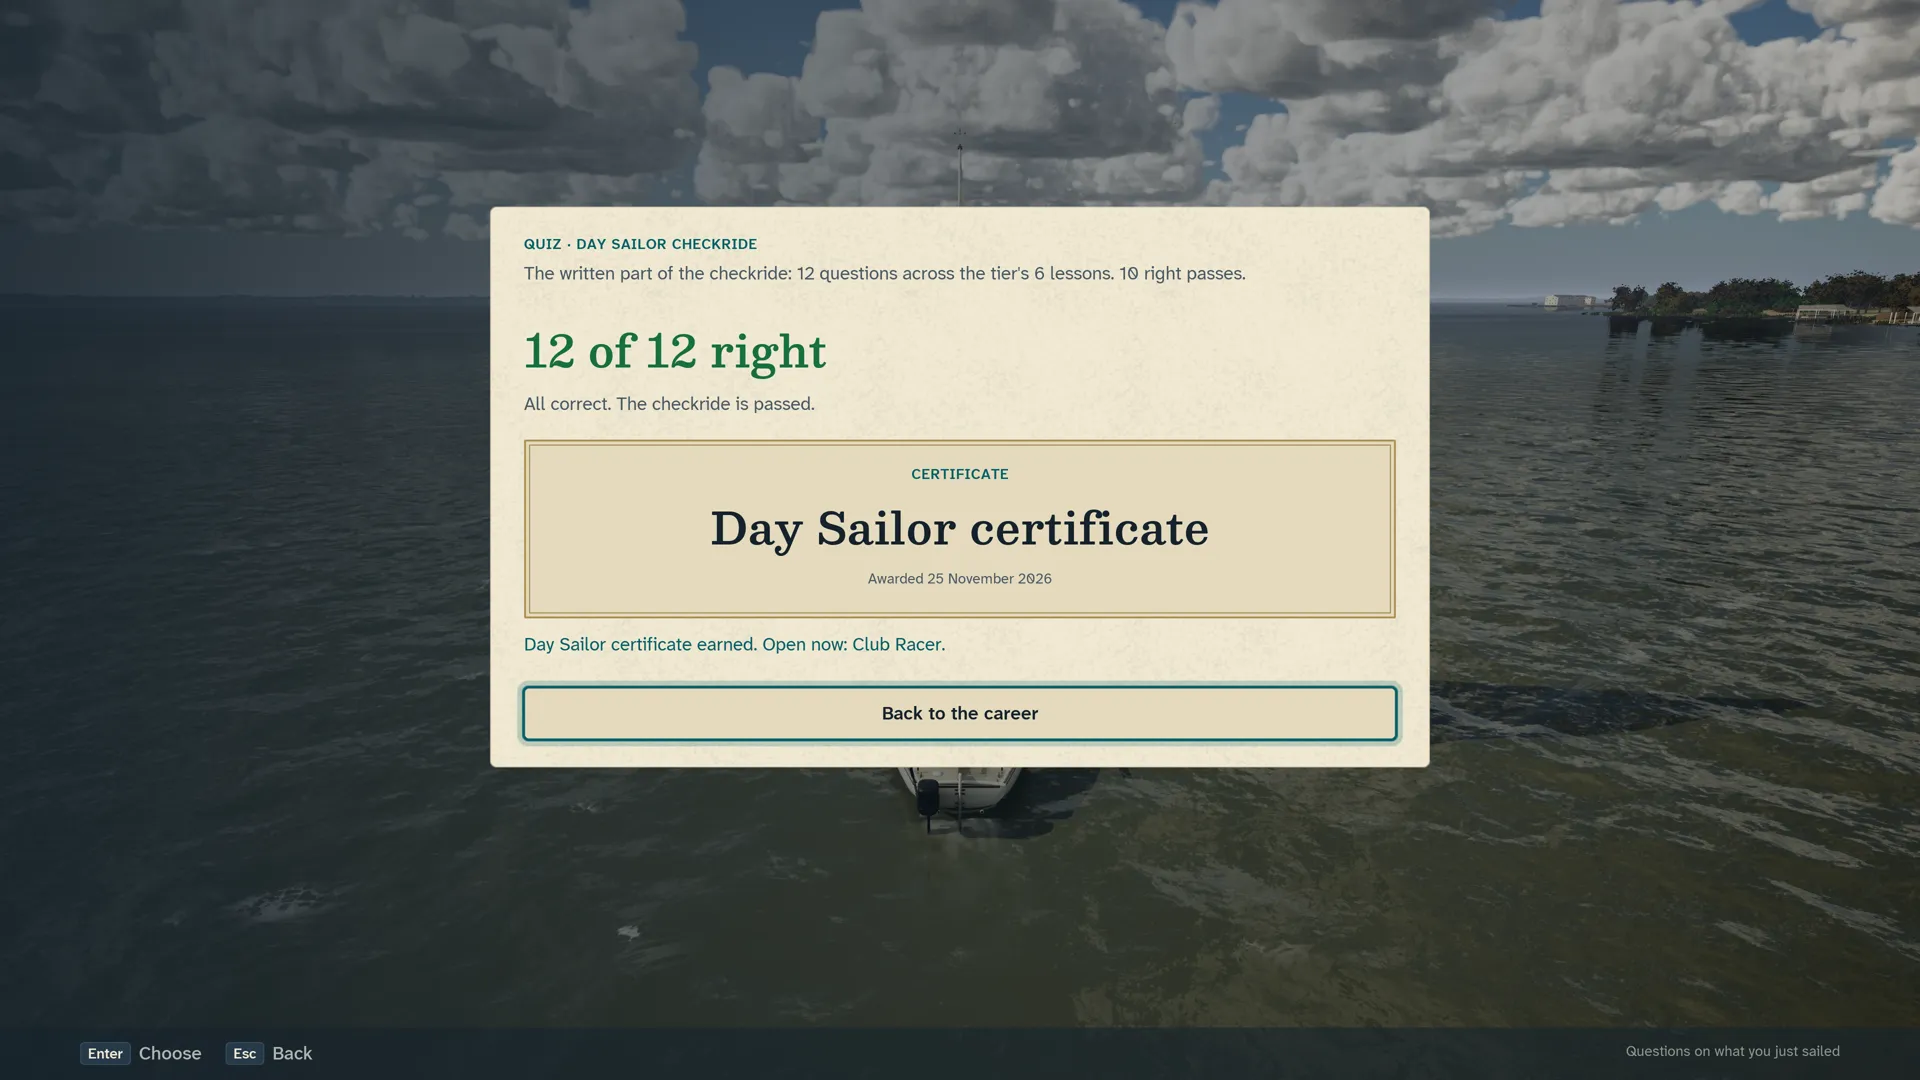 QUIZ · DAY SAILOR CHECKRIDE
The written part of the checkride: 12 questions across the tier's 6 lessons. 10 right passes.
12 of 12 right
All correct. The checkride is passed.
CERTIFICATE
Day Sailor certificate
Awarded 25 November 2026
Day Sailor certificate earned. Open now: Club Racer.
Back to the career
Enter Choose Esc Back
Questions on what you just sailed